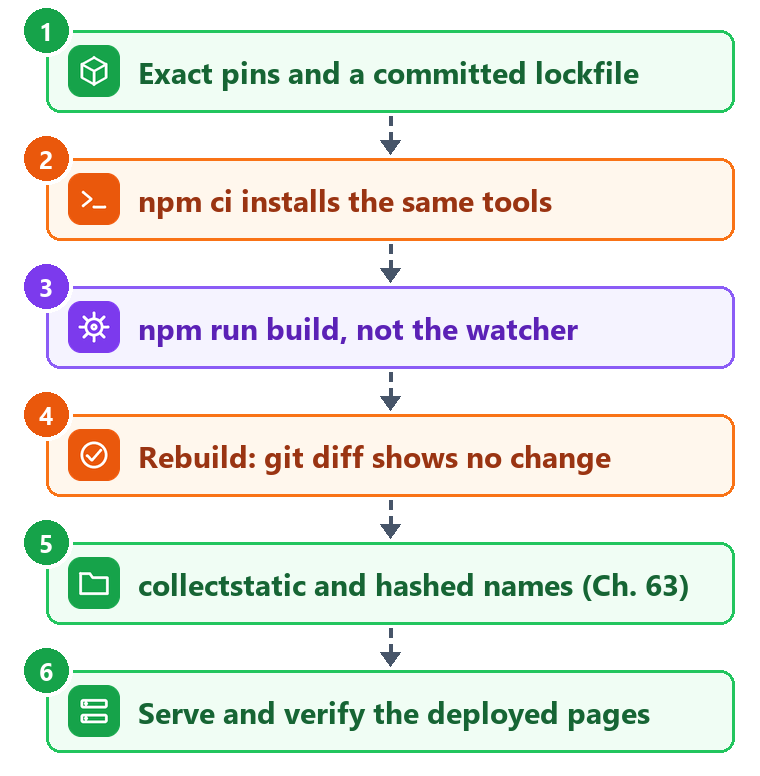 1
Exact pins and a committed lockfile
2
npm ci installs the same tools
3
npm run build, not the watcher
4
Rebuild: git diff shows no change
5
collectstatic and hashed names (Ch. 63)
6
Serve and verify the deployed pages